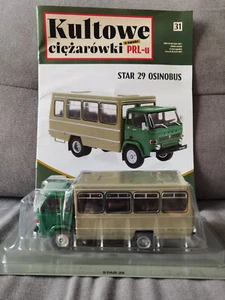 Kultowe
ciężarówki
PRL-u
31
STAR 29 OSINOBUS
STAR 29